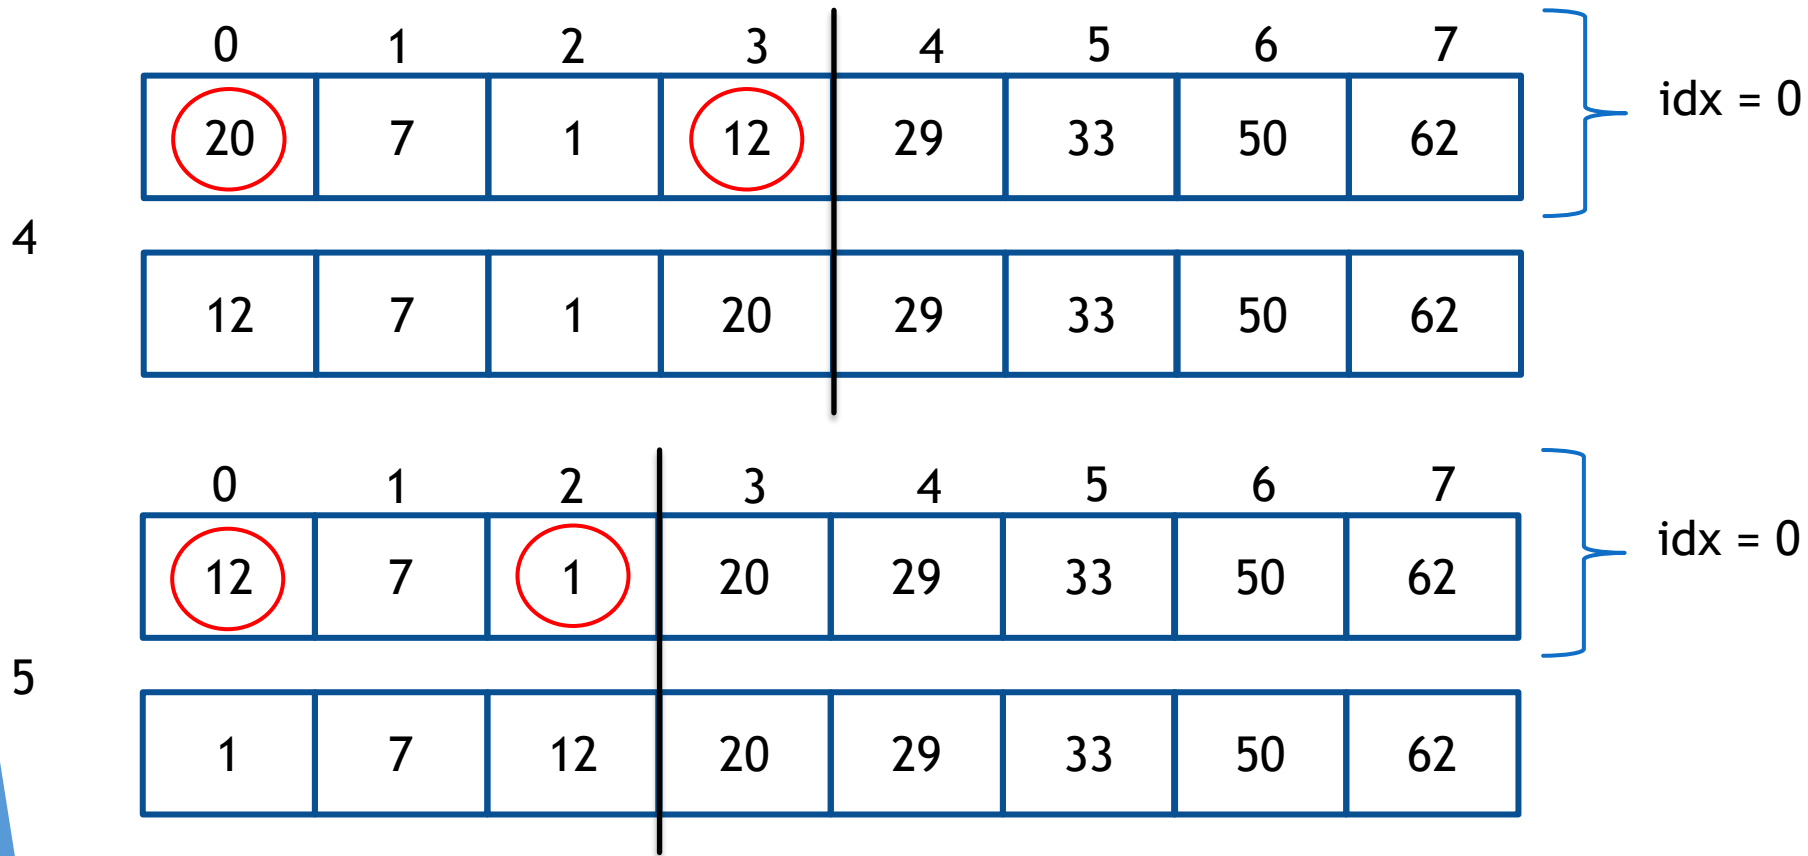 0 1 2 3 4 5 6 7
20 7 1 12 29 33 50 62
idx = 0
4
12 7 1 20 29 33 50 62
0 1 2 3 4 5 6 7
12 7 1 20 29 33 50 62
idx = 0
5
1 7 12 20 29 33 50 62